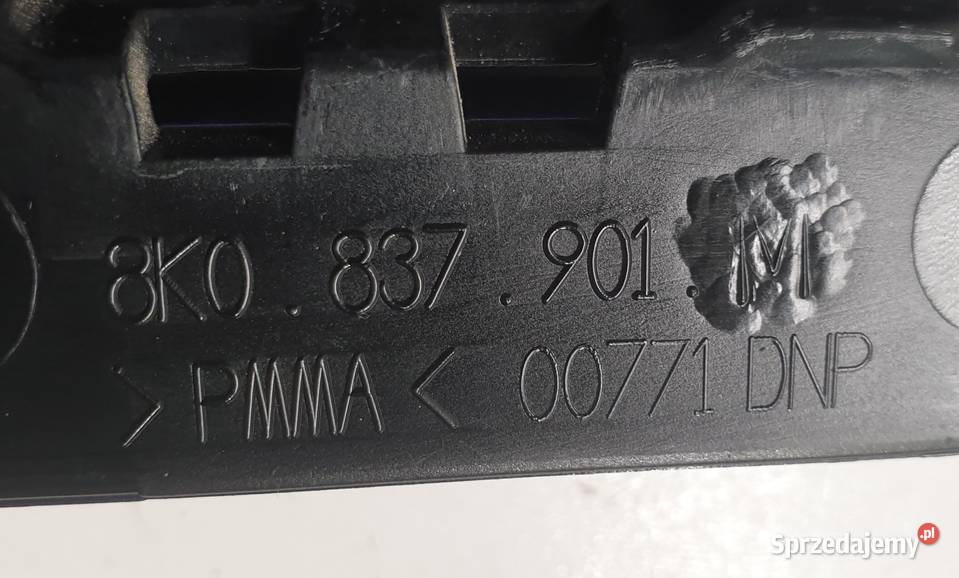 8K0.837.901.M
>PMMA< 00771 DNP
Sprzedajemy.pl